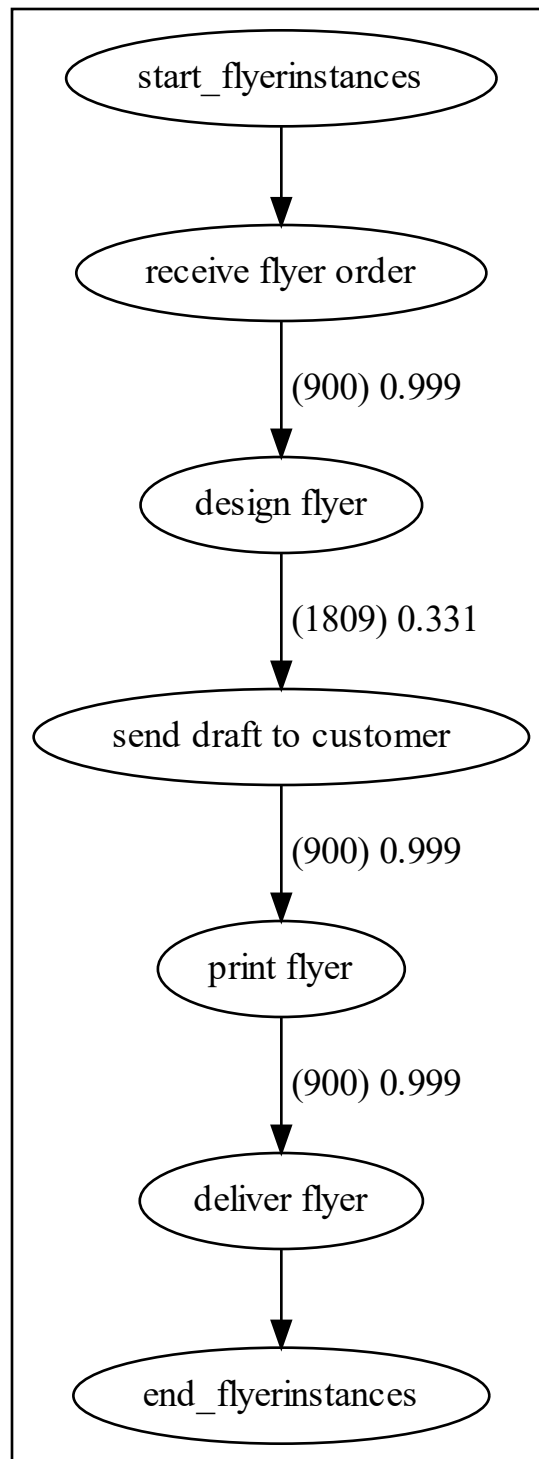 start_flyerinstances
receive flyer order
(900) 0.999
design flyer
(1809) 0.331
send draft to customer
(900) 0.999
print flyer
(900) 0.999
deliver flyer
end_flyerinstances